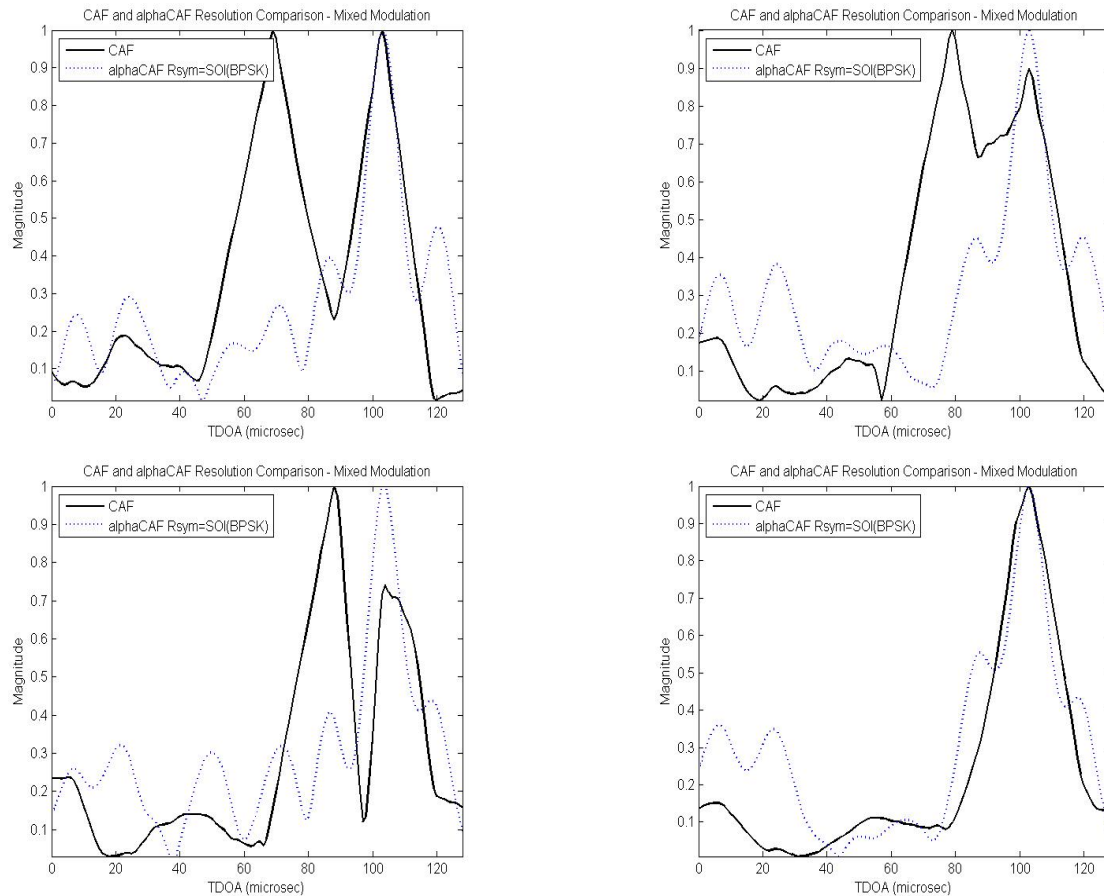 CAF and alphaCAF Resolution Comparison - Mixed Modulation
CAF
alphaCAF Rsym=SOI(BPSK)
Magnitude
1
0.9
0.8
0.7
0.6
0.5
0.4
0.3
0.2
0.1
0 20 40 60 80 100 120
TDOA (microsec)
CAF and alphaCAF Resolution Comparison - Mixed Modulation
CAF
alphaCAF Rsym=SOI(BPSK)
Magnitude
1
0.9
0.8
0.7
0.6
0.5
0.4
0.3
0.2
0.1
0 20 40 60 80 100 120
TDOA (microsec)
CAF and alphaCAF Resolution Comparison - Mixed Modulation
CAF
alphaCAF Rsym=SOI(BPSK)
Magnitude
1
0.9
0.8
0.7
0.6
0.5
0.4
0.3
0.2
0.1
0 20 40 60 80 100 120
TDOA (microsec)
CAF and alphaCAF Resolution Comparison - Mixed Modulation
CAF
alphaCAF Rsym=SOI(BPSK)
Magnitude
1
0.9
0.8
0.7
0.6
0.5
0.4
0.3
0.2
0.1
0 20 40 60 80 100 120
TDOA (microsec)